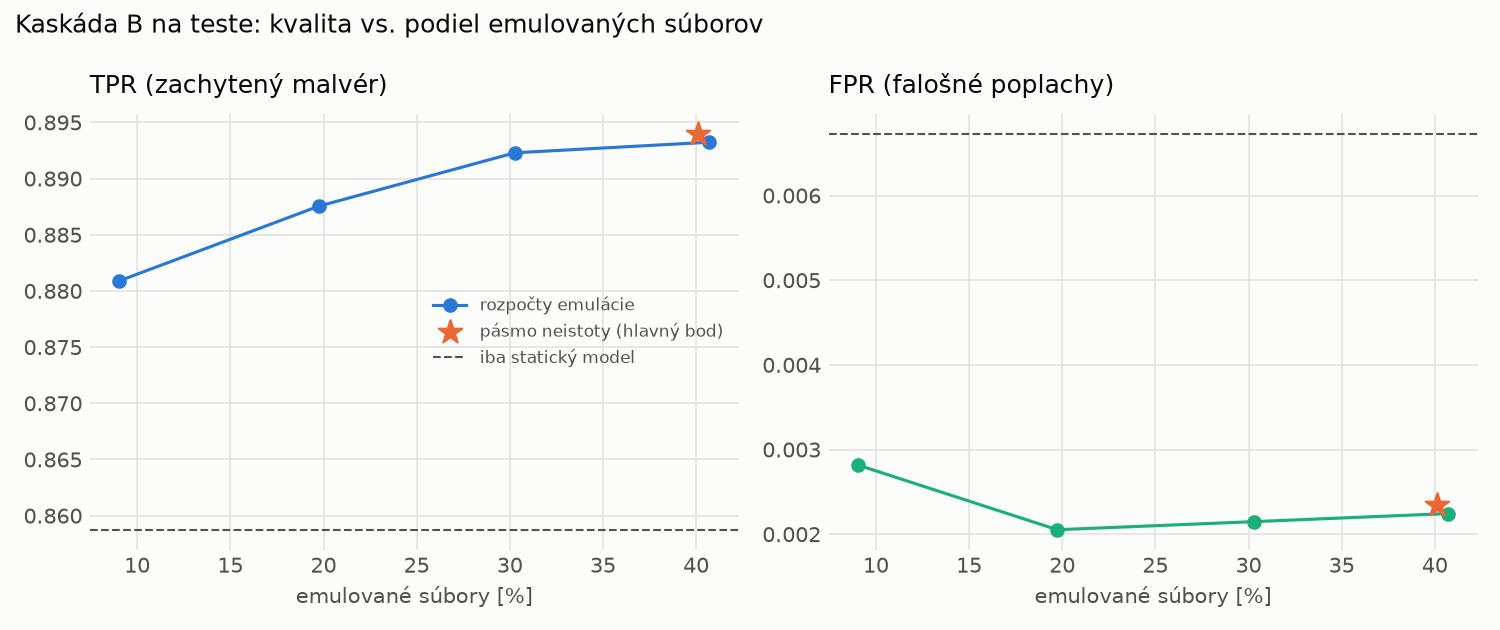 Kaskáda B na teste: kvalita vs. podiel emulovaných súborov
TPR (zachytený malvér)
0.895
0.890
0.885
0.880
0.875
0.870
0.865
0.860
rozpočty emulácie
pásmo neistoty (hlavný bod)
iba statický model
10 15 20 25 30 35 40
emulované súbory [%]
FPR (falošné poplachy)
0.006
0.005
0.004
0.003
0.002
10 15 20 25 30 35 40
emulované súbory [%]